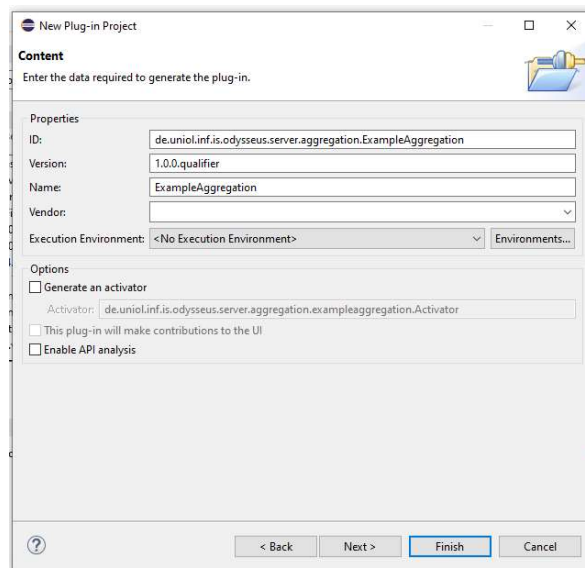 New Plug-in Project
Content
Enter the data required to generate the plug-in.
Properties
ID: de.uniol.inf.is.odysseus.server.aggregation.ExampleAggregation
Version: 1.0.0.qualifier
Name: ExampleAggregation
Vendor:
Execution Environment: <No Execution Environment> Environments...
Options
Generate an activator
Activator: de.uniol.inf.is.odysseus.server.aggregation.exampleaggregation.Activator
This plug-in will make contributions to the UI
Enable API analysis
? < Back Next > Finish Cancel